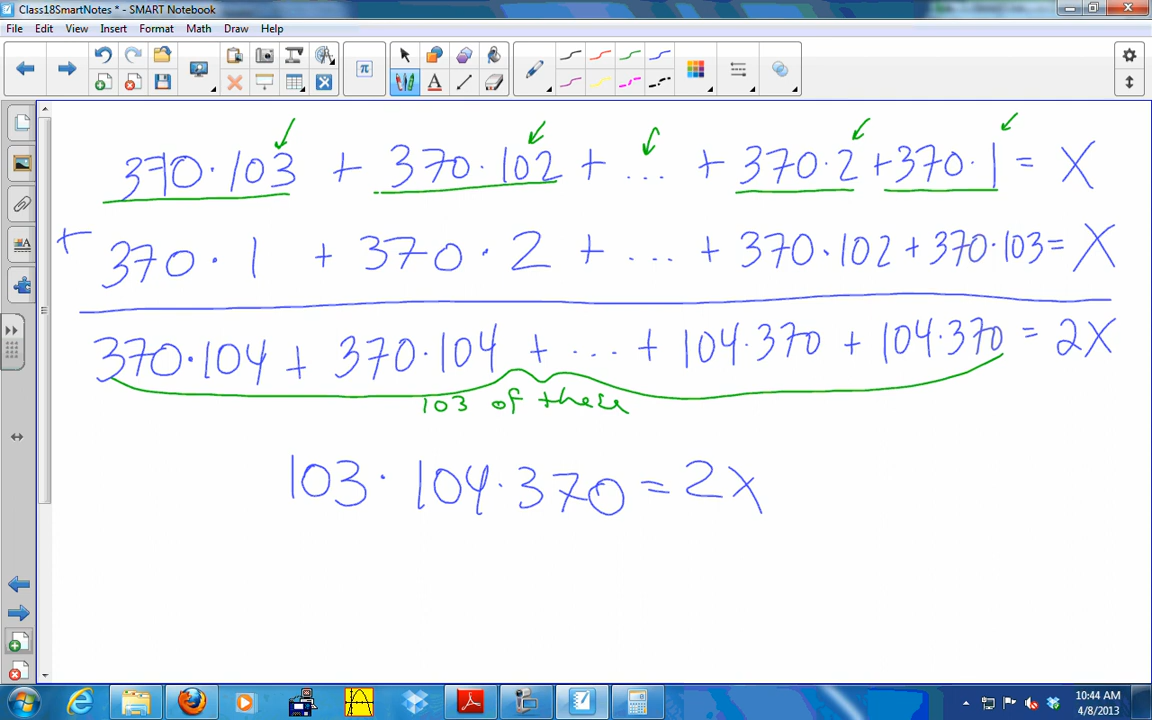 Class18SmartNotes * - SMART Notebook
File Edit View Insert Format Math Draw Help
π A
370·103 + 370·102 + ... + 370·2 + 370·1 = X
+ 370·1 + 370·2 + ... + 370·102 + 370·103 = X
370·104 + 370·104 + ... + 104·370 + 104·370 = 2X
103 of these
103·104·370 = 2X
10:44 AM
4/8/2013